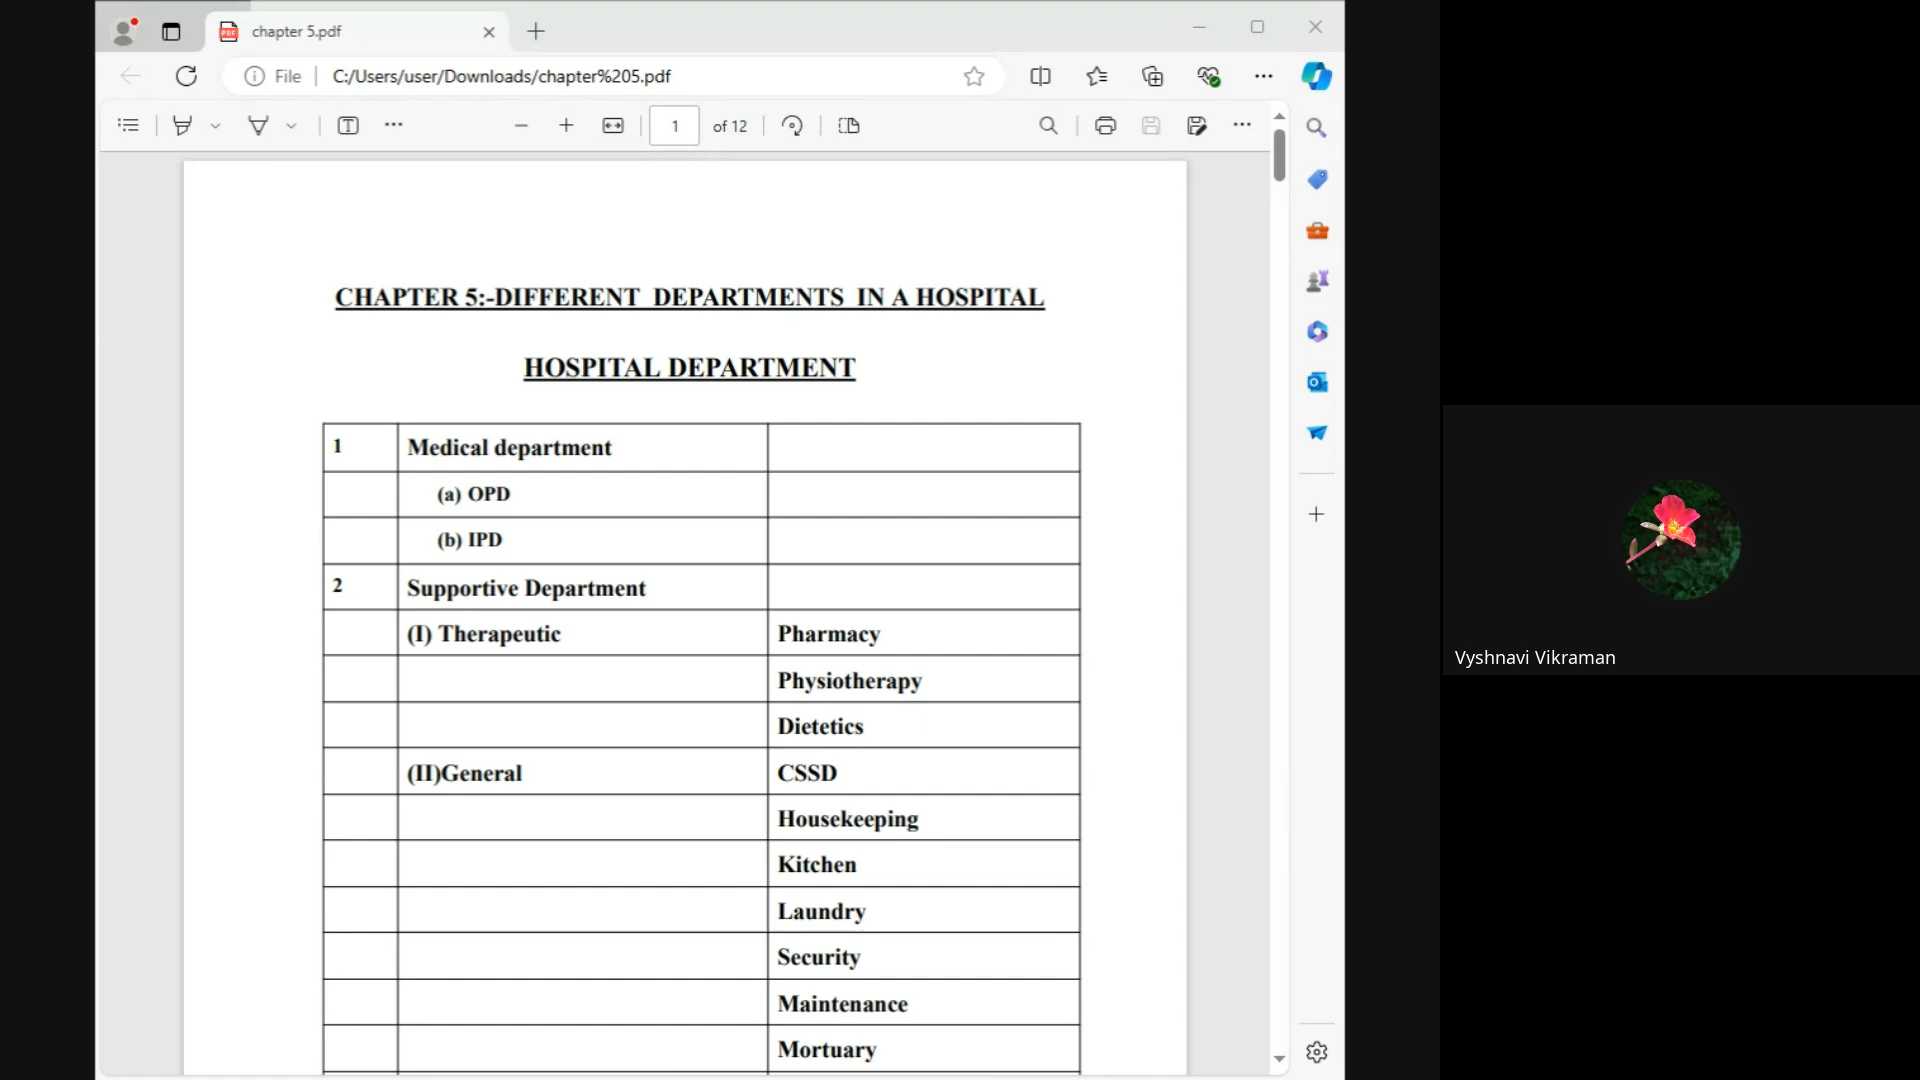 chapter 5.pdf
File
C:/Users/user/Downloads/chapter%205.pdf
1 of 12
CHAPTER 5:-DIFFERENT DEPARTMENTS IN A HOSPITAL
HOSPITAL DEPARTMENT
1 Medical department
(a) OPD
(b) IPD
2 Supportive Department
(I) Therapeutic Pharmacy
Physiotherapy
Dietetics
(II)General CSSD
Housekeeping
Kitchen
Laundry
Security
Maintenance
Mortuary
Vyshnavi Vikraman